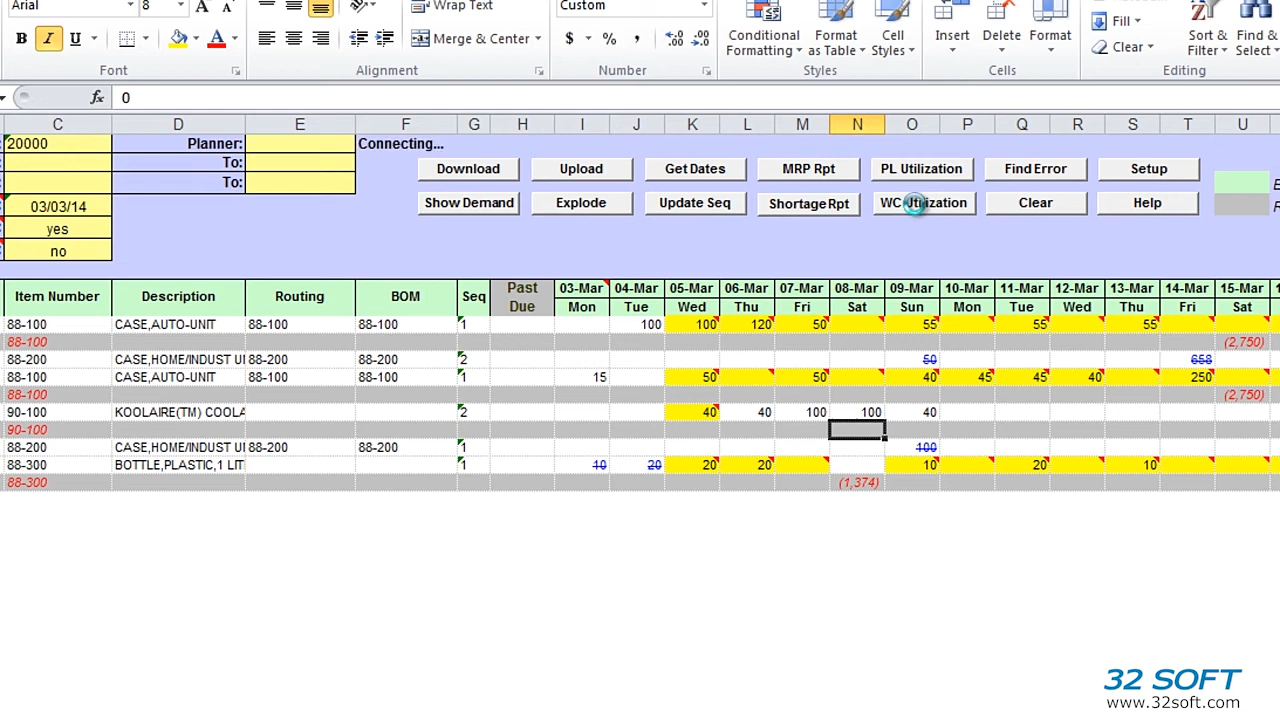 Arial 8 A A Wrap Text Custom
B I U A Merge & Center $ % , .00 .0 Conditional Formatting Format as Table Cell Styles Insert Delete Format Fill Clear Sort & Filter Find & Select
Font Alignment Number Styles Cells Editing
fx 0
C D E F G H I J K L M N O P Q R S T U
20000 Planner: Connecting...
To:
To:
Download Upload Get Dates MRP Rpt PL Utilization Find Error Setup
Show Demand Explode Update Seq Shortage Rpt WC Utilization Clear Help
03/03/14
yes
no
Item Number Description Routing BOM Seq Past Due 03-Mar 04-Mar 05-Mar 06-Mar 07-Mar 08-Mar 09-Mar 10-Mar 11-Mar 12-Mar 13-Mar 14-Mar 15-Mar
Mon Tue Wed Thu Fri Sat Sun Mon Tue Wed Thu Fri Sat
88-100 CASE,AUTO-UNIT 88-100 88-100 1 100 100 120 50 55 55 55
88-100 (2,750)
88-200 CASE,HOME/INDUST U 88-200 88-200 2 50 658
88-100 CASE,AUTO-UNIT 88-100 88-100 1 15 50 50 40 45 45 40 250
88-100 (2,750)
90-100 KOOLAIRE(TM) COOLA 2 40 40 100 100 40
90-100
88-200 CASE,HOME/INDUST U 88-200 88-200 1 100
88-300 BOTTLE,PLASTIC,1 LIT 1 10 20 20 20 10 20 10
88-300 (1,374)
32 SOFT
www.32soft.com